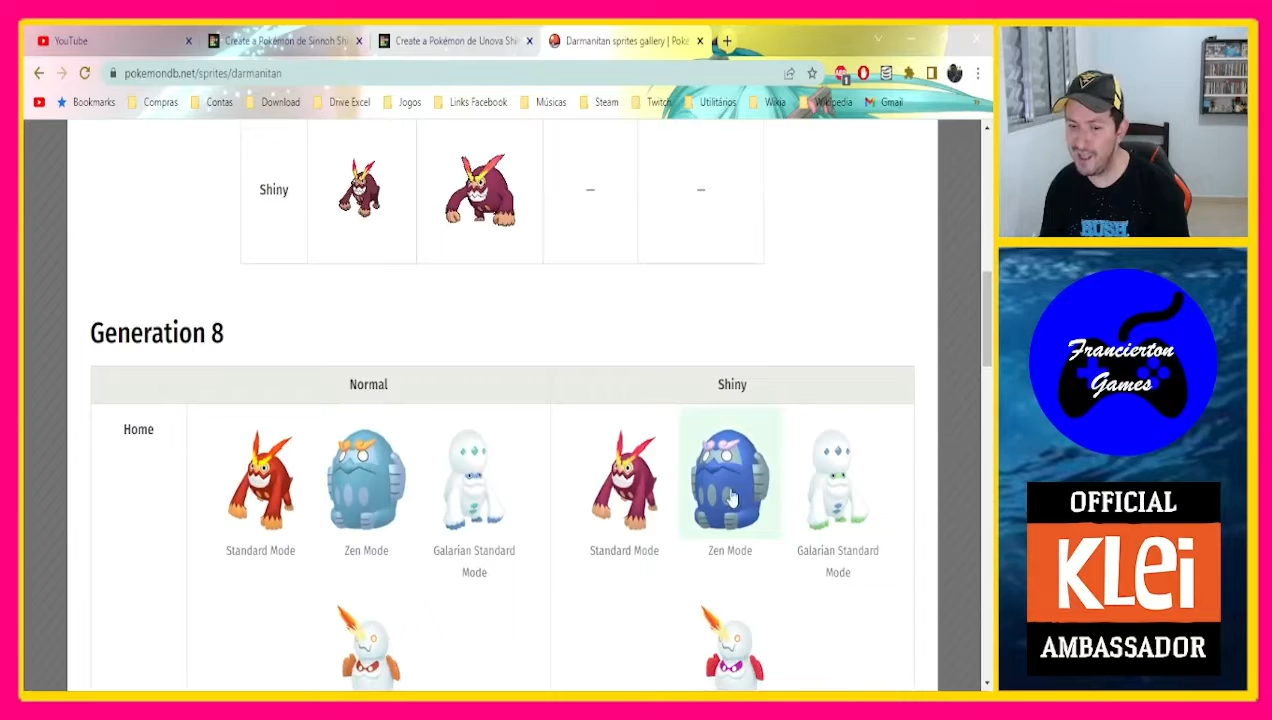 YouTube
Create a Pokémon de Sinnoh Shi
Create a Pokémon de Unova Shi
Darmanitan sprites gallery | Poké
pokemondb.net/sprites/darmanitan
Bookmarks
Compras
Contas
Download
Drive Excel
Jogos
Links Facebook
Músicas
Steam
Twitch
Utilitários
Wikia
Wikipedia
Gmail
Shiny
–
–
Generation 8
Normal
Shiny
Home
Standard Mode
Zen Mode
Galarian Standard
Mode
Standard Mode
Zen Mode
Galarian Standard
Mode
RUSH
Francierton
Games
OFFICIAL
KLei
AMBASSADOR